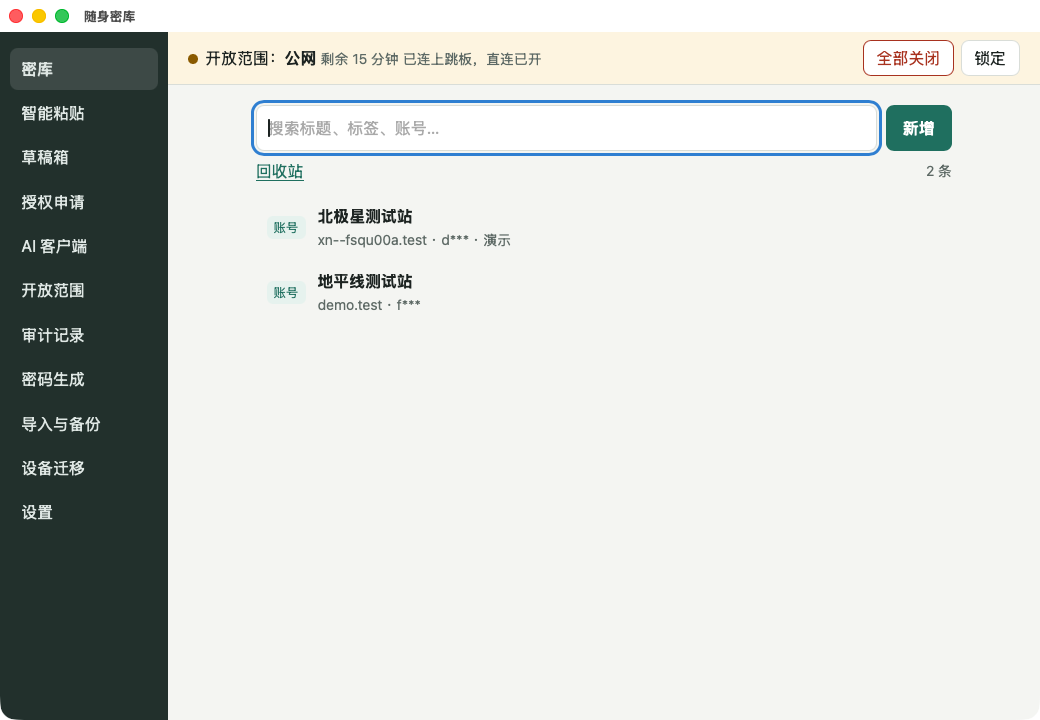 随身密库
密库
智能粘贴
草稿箱
授权申请
AI 客户端
开放范围
审计记录
密码生成
导入与备份
设备迁移
设置
开放范围：公网 剩余 15 分钟 已连上跳板，直连已开
全部关闭
锁定
搜索标题、标签、账号...
新增
回收站
2 条
账号
北极星测试站
xn--fsqu00a.test · d*** · 演示
账号
地平线测试站
demo.test · f***